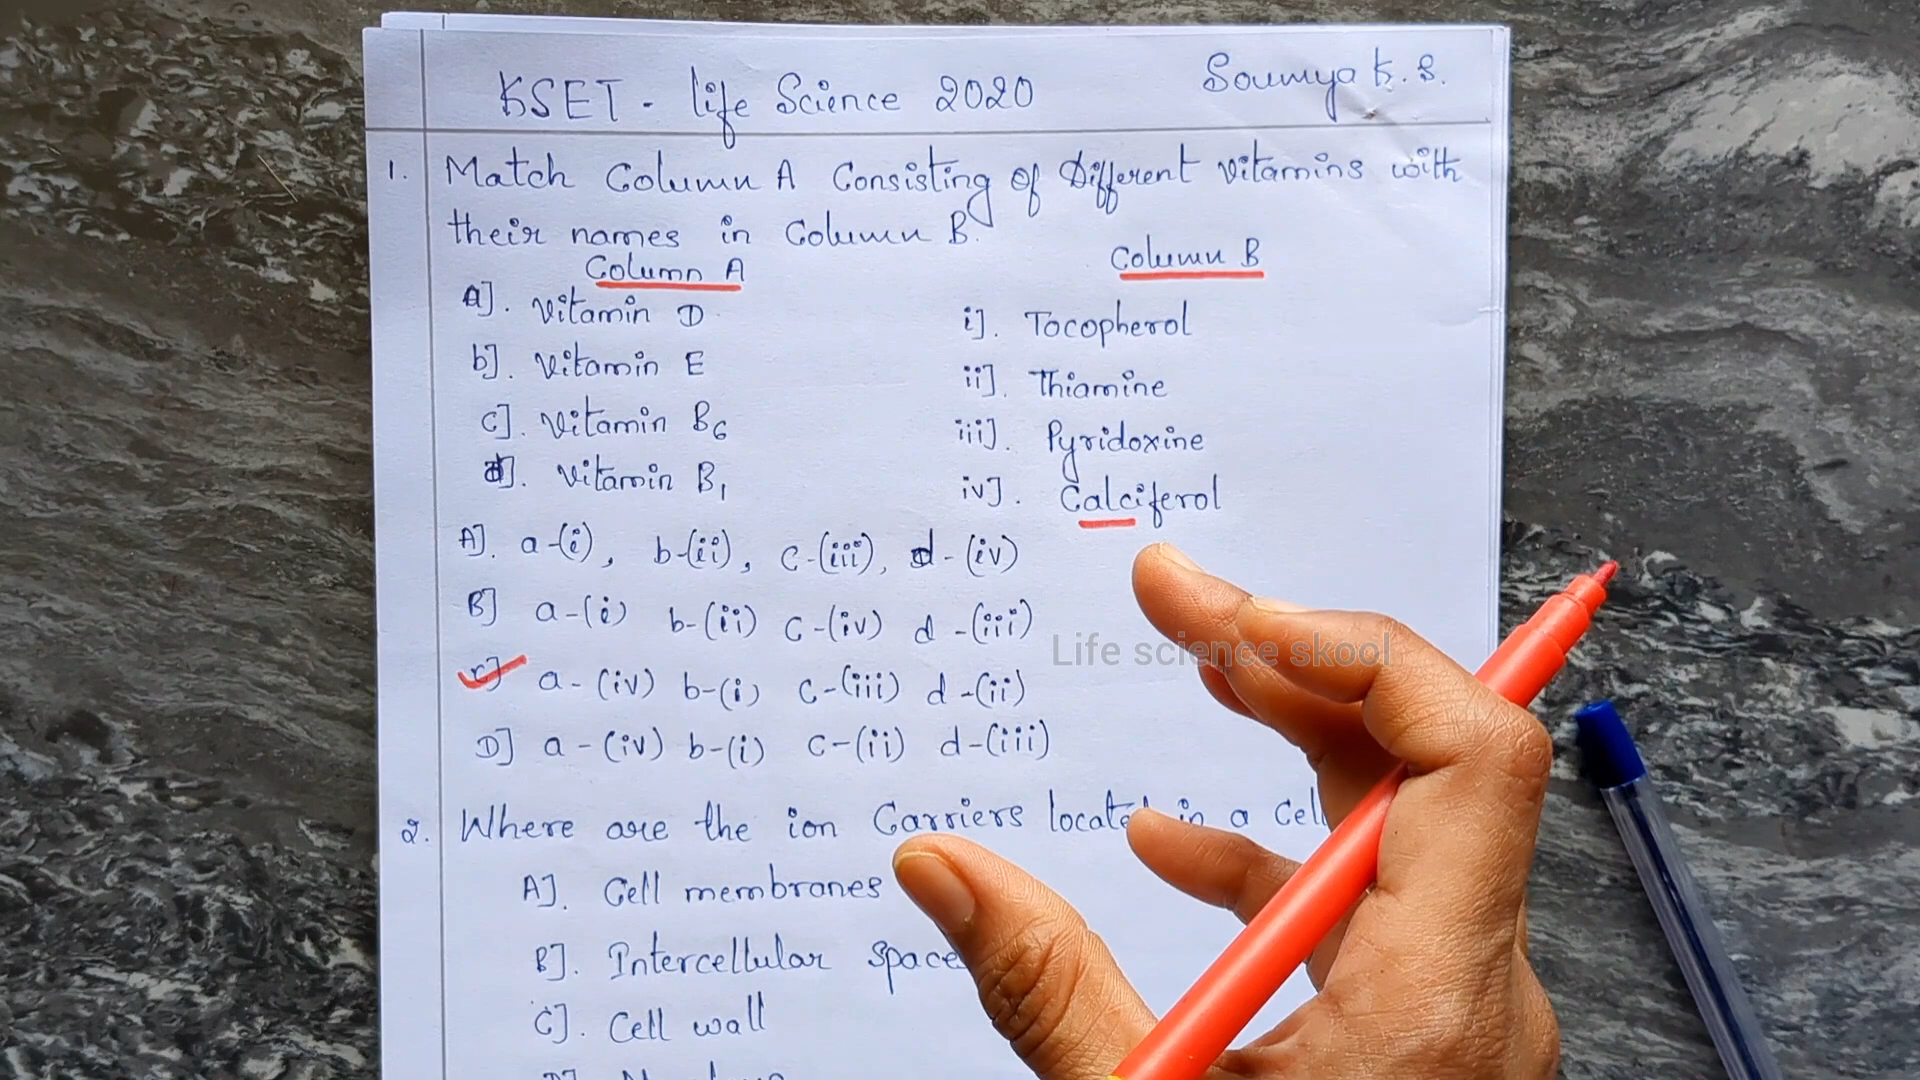 KSET - life Science 2020
Soumya K. S.
1. Match Column A Consisting of Different vitamins with
their names in Column B.
Column A
Column B
a]. Vitamin D
i]. Tocopherol
b]. Vitamin E
ii]. Thiamine
c]. Vitamin B6
iii]. Pyridoxine
d]. Vitamin B1
iv]. Calciferol
A]. a-(i), b-(ii), c-(iii), d-(iv)
B] a-(i) b-(ii) c-(iv) d-(iii)
C] a-(iv) b-(i) c-(iii) d-(ii)
D] a-(iv) b-(i) c-(ii) d-(iii)
Life science skool
2. Where are the ion Carriers in a Cell
A]. Cell membranes
B]. Intercellular Spaces
C]. Cell wall